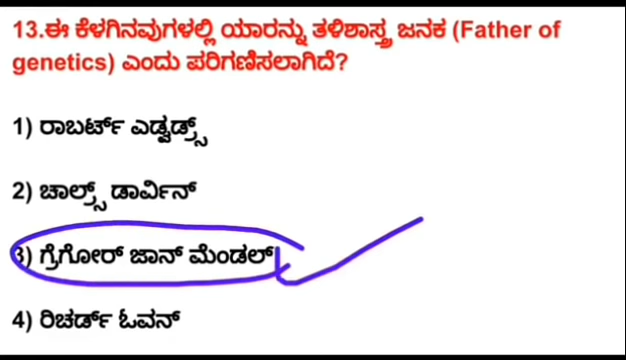 13.ಈ ಕೆಳಗಿನವುಗಳಲ್ಲಿ ಯಾರನ್ನು ತಳಿಶಾಸ್ತ್ರ ಜನಕ (Father of
genetics) ಎಂದು ಪರಿಗಣಿಸಲಾಗಿದೆ?
1) ರಾಬರ್ಟ್ ಎಡ್ವರ್ಡ್ಸ್
2) ಚಾರ್ಲ್ಸ್ ಡಾರ್ವಿನ್
3) ಗ್ರೆಗೋರ್ ಜಾನ್ ಮೆಂಡಲ್
4) ರಿಚರ್ಡ್ ಓವನ್